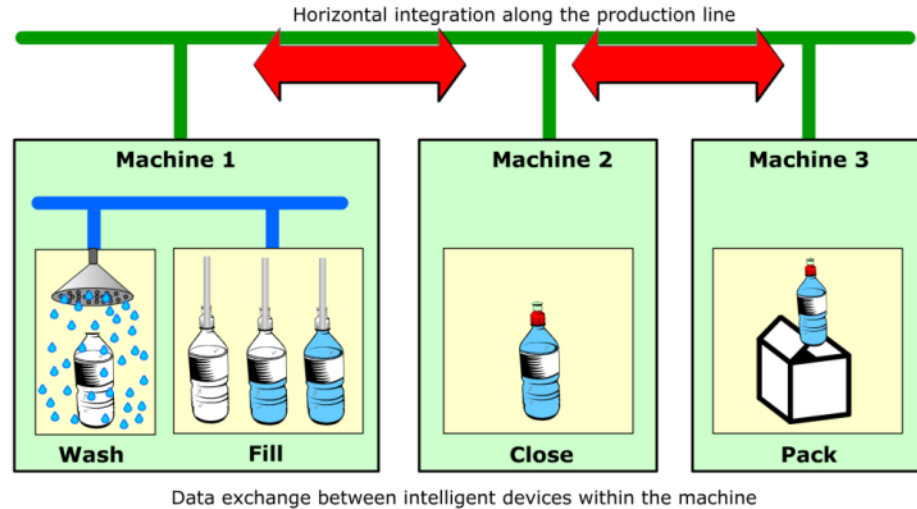 Horizontal integration along the production line
Machine 1
Machine 2
Machine 3
Wash
Fill
Close
Pack
Data exchange between intelligent devices within the machine